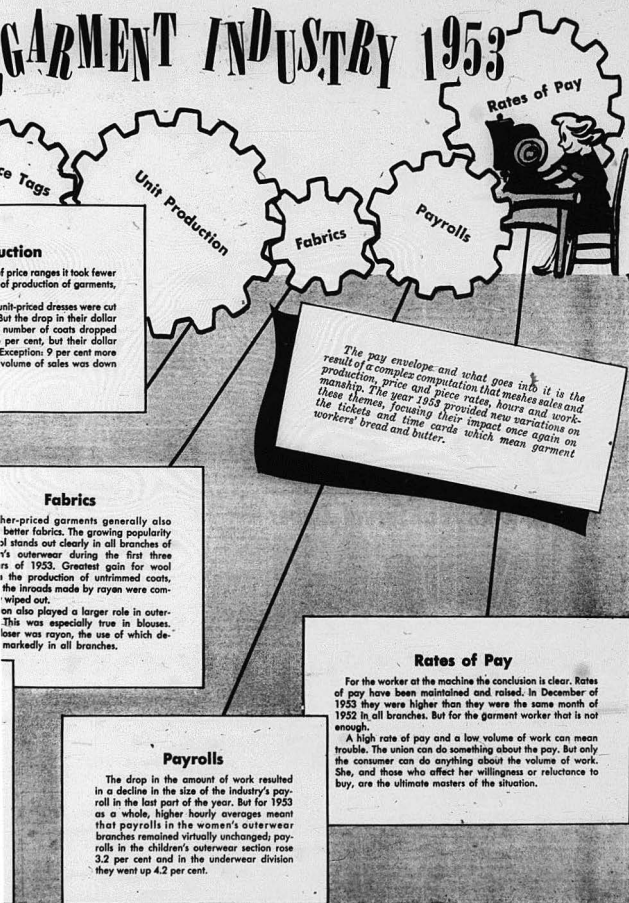 GARMENT INDUSTRY 1953
Rates of Pay
Tags
Unit Production
Fabrics
Payrolls
uction
f price ranges it took fewer
of production of garments,
unit-priced dresses were cut
But the drop in their dollar
number of coats dropped
per cent, but their dollar
Exception: 9 per cent more
volume of sales was down
The pay envelope and what goes into it is the
result of a complex computation that meshes sales and
production, price and piece rates, hours and work-
manship. The year 1953 provided new variations on
these themes, focusing their impact once again on
the tickets and time cards which mean garment
workers' bread and butter.
Fabrics
her-priced garments generally also
better fabrics. The growing popularity
ol stands out clearly in all branches of
n's outerwear during the first three
rs of 1953. Greatest gain for wool
the production of untrimmed coats,
the inroads made by rayon were com-
wiped out.
on also played a larger role in outer-
This was especially true in blouses.
loser was rayon, the use of which de-
markedly in all branches.
Rates of Pay
For the worker at the machine the conclusion is clear. Rates
of pay have been maintained and raised. In December of
1953 they were higher than they were the same month of
1952 in all branches. But for the garment worker that is not
enough.
A high rate of pay and a low volume of work can mean
trouble. The union can do something about the pay. But only
the consumer can do anything about the volume of work.
She, and those who affect her willingness or reluctance to
buy, are the ultimate masters of the situation.
Payrolls
The drop in the amount of work resulted
in a decline in the size of the industry's pay-
roll in the last part of the year. But for 1953
as a whole, higher hourly averages meant
that payrolls in the women's outerwear
branches remained virtually unchanged; pay-
rolls in the children's outerwear section rose
3.2 per cent and in the underwear division
they went up 4.2 per cent.